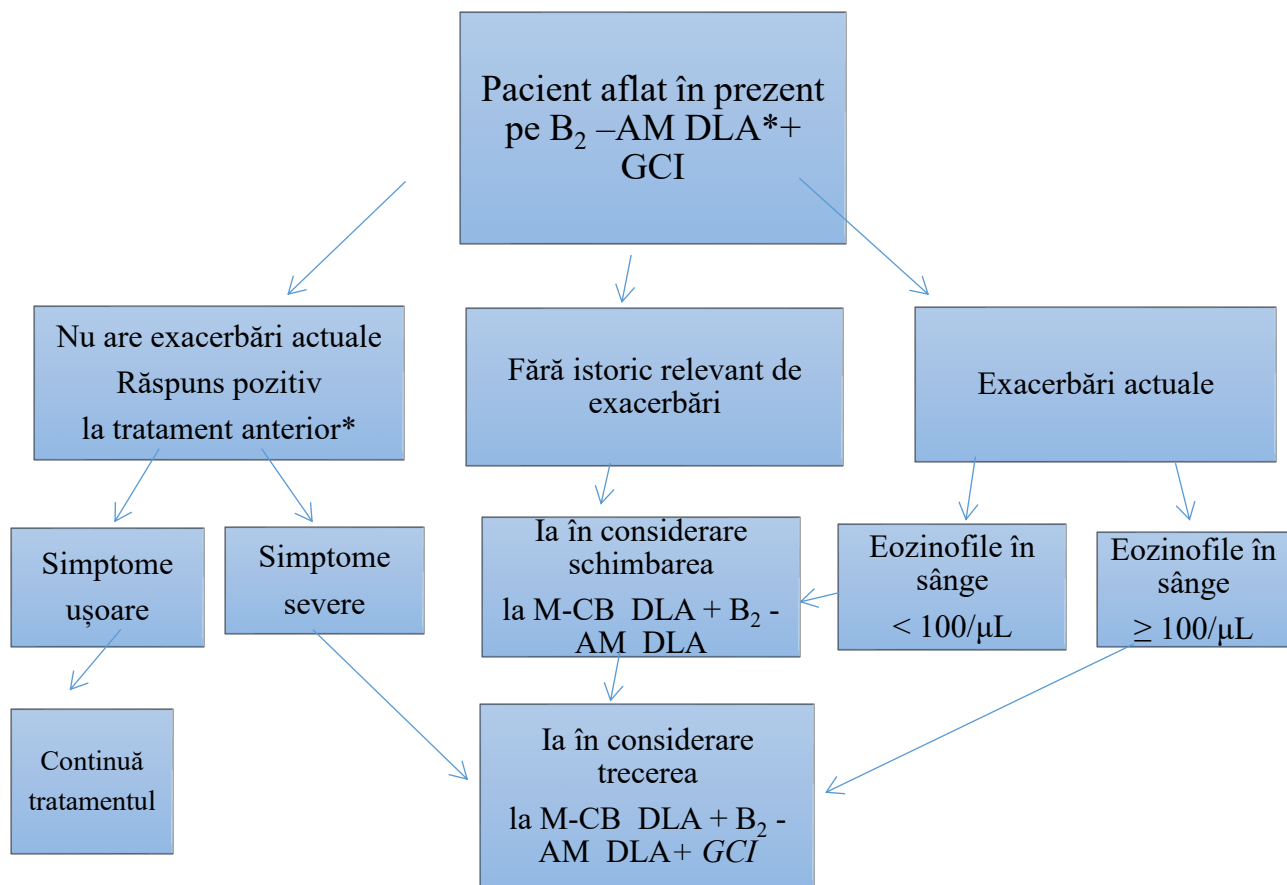 Pacient aflat în prezent
pe B₂ –AM DLA*+
GCI
Nu are exacerbări actuale
Răspuns pozitiv
la tratament anterior*
Fără istoric relevant de
exacerbări
Exacerbări actuale
Simptome
ușoare
Simptome
severe
Ia în considerare
schimbarea
la M-CB DLA + B₂ -
AM DLA
Eozinofile în
sânge
< 100/μL
Eozinofile în
sânge
≥ 100/μL
Continuă
tratamentul
Ia în considerare
trecerea
la M-CB DLA + B₂ -
AM DLA+ GCI